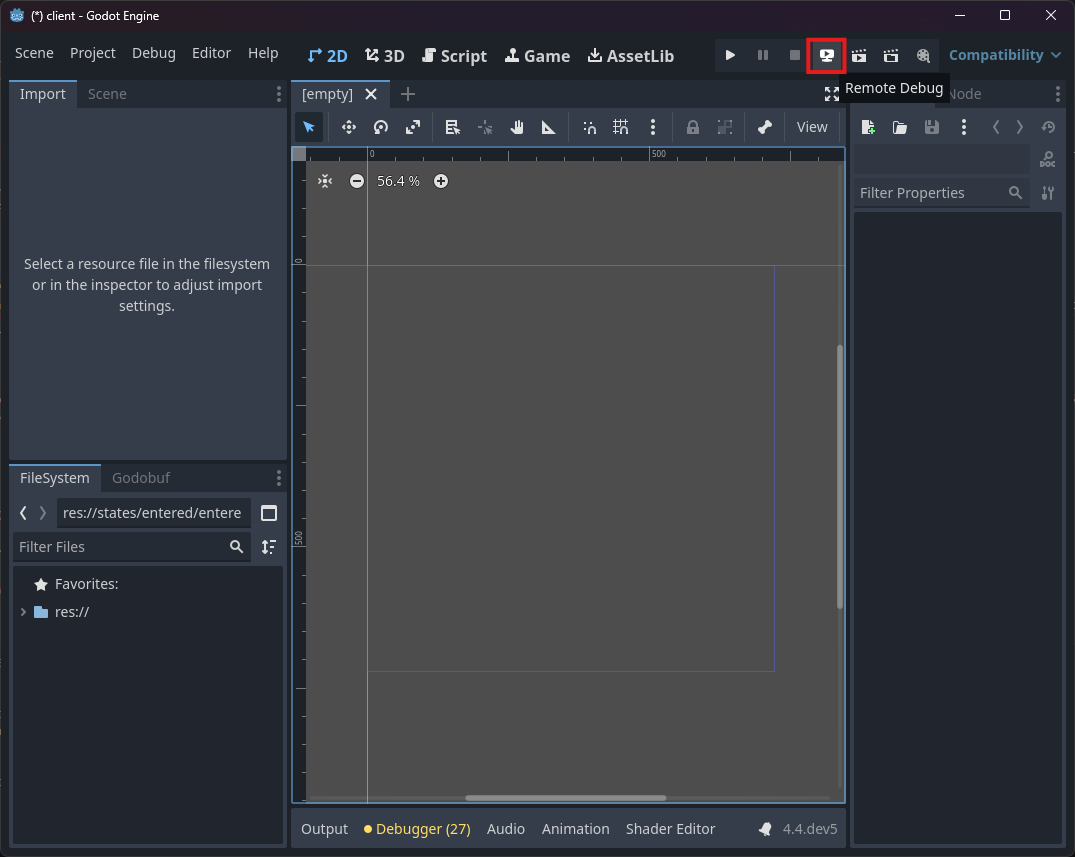 (*) client - Godot Engine
Scene Project Debug Editor Help
2D 3D Script Game AssetLib
Compatibility
Remote Debug
Import Scene
[empty]
Node
View
0
500
56.4 %
DOC
Filter Properties
0
Select a resource file in the filesystem
or in the inspector to adjust import
settings.
FileSystem Godobuf
res://states/entered/entere
500
Filter Files
Favorites:
res://
Output Debugger (27) Audio Animation Shader Editor 4.4.dev5